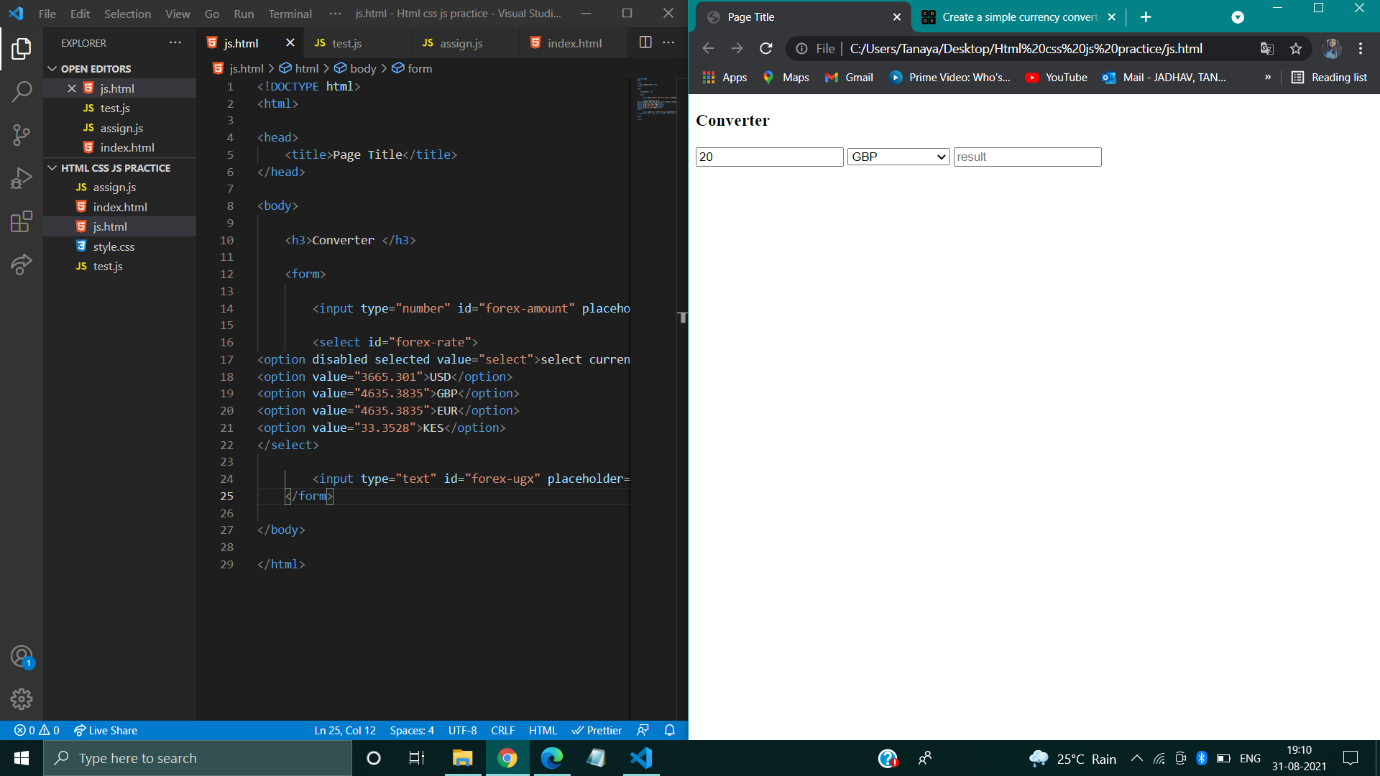 File Edit Selection View Go Run Terminal ··· js.html - Html css js practice - Visual Studi...
EXPLORER ···
OPEN EDITORS
js.html
test.js
assign.js
index.html
HTML CSS JS PRACTICE
assign.js
index.html
js.html
style.css
test.js
js.html test.js assign.js index.html ···
js.html > html > body > form
1 <!DOCTYPE html>
2 <html>
3
4 <head>
5 <title>Page Title</title>
6 </head>
7
8 <body>
9
10 <h3>Converter </h3>
11
12 <form>
13
14 <input type="number" id="forex-amount" placeho
15
16 <select id="forex-rate">
17 <option disabled selected value="select">select curren
18 <option value="3665.301">USD</option>
19 <option value="4635.3835">GBP</option>
20 <option value="4635.3835">EUR</option>
21 <option value="33.3528">KES</option>
22 </select>
23
24 <input type="text" id="forex-ugx" placeholder=
25 </form>
26
27 </body>
28
29 </html>
1
0 0 Live Share Ln 25, Col 12 Spaces: 4 UTF-8 CRLF HTML Prettier
Page Title Create a simple currency convert
File C:/Users/Tanaya/Desktop/Html%20css%20js%20practice/js.html
Apps Maps Gmail Prime Video: Who's... YouTube Mail - JADHAV, TAN... » Reading list
Converter
20 GBP result
Type here to search
25°C Rain ENG
19:10
31-08-2021